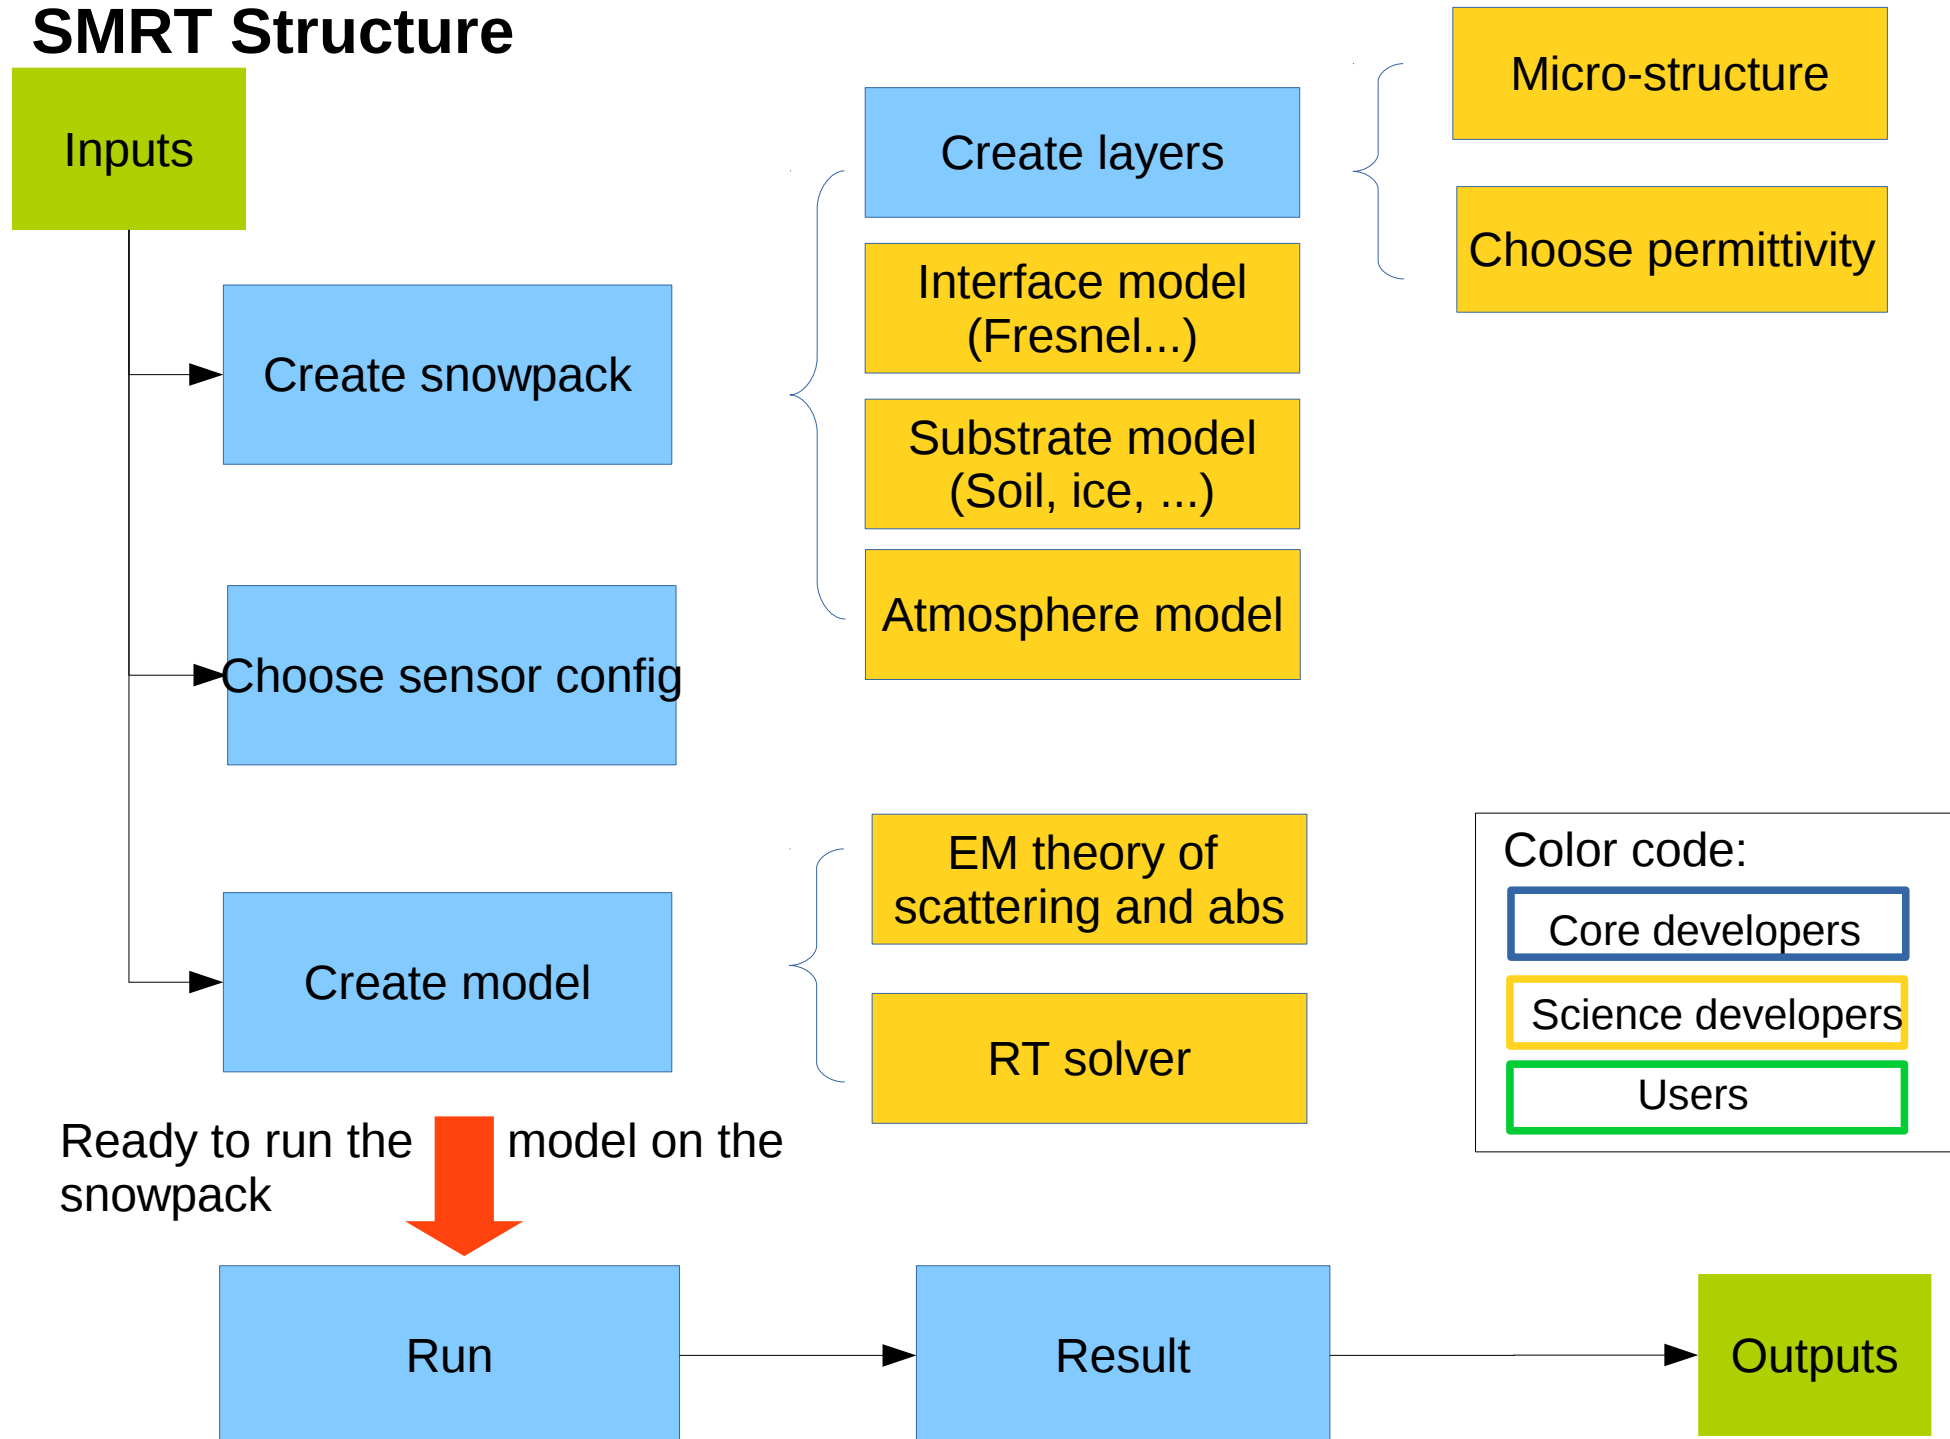 SMRT Structure
Inputs
Create snowpack
Choose sensor config
Create model
Create layers
Interface model
(Fresnel...)
Substrate model
(Soil, ice, ...)
Atmosphere model
Micro-structure
Choose permittivity
EM theory of
scattering and abs
RT solver
Color code:
Core developers
Science developers
Users
Ready to run the model on the
snowpack
Run
Result
Outputs